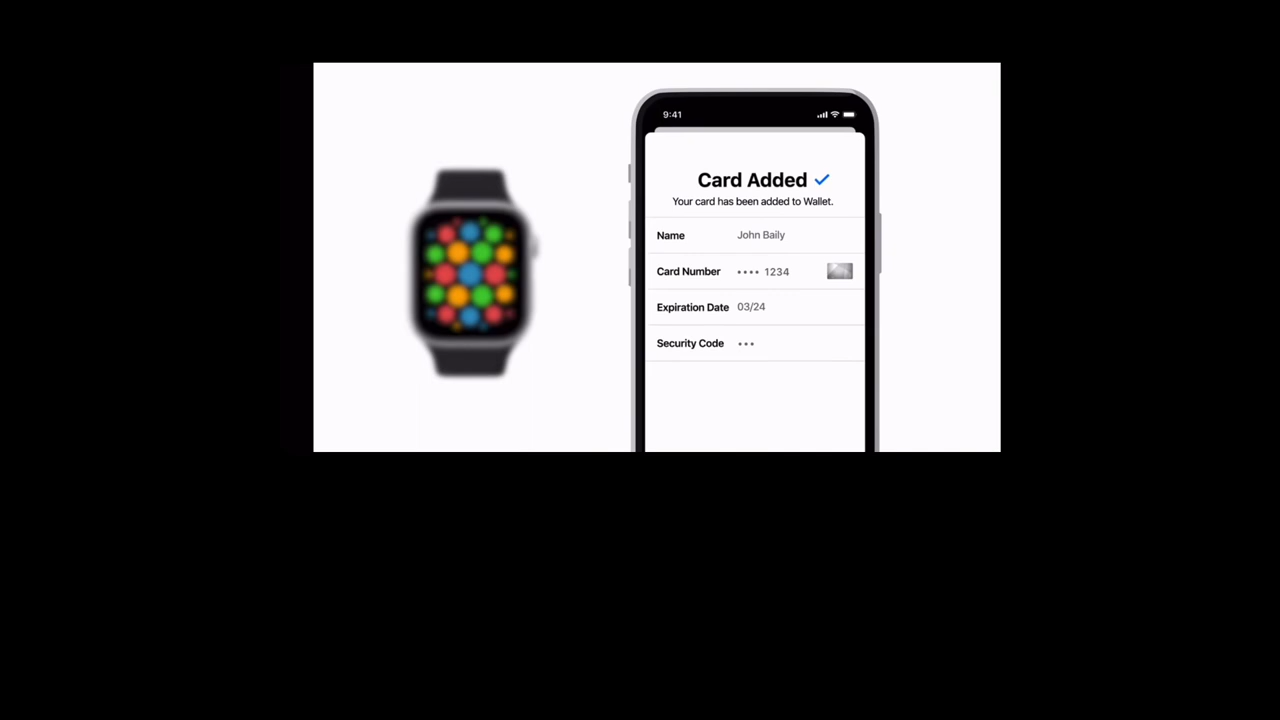 9:41
Card Added
Your card has been added to Wallet.
Name John Baily
Card Number •••• 1234
Expiration Date 03/24
Security Code •••